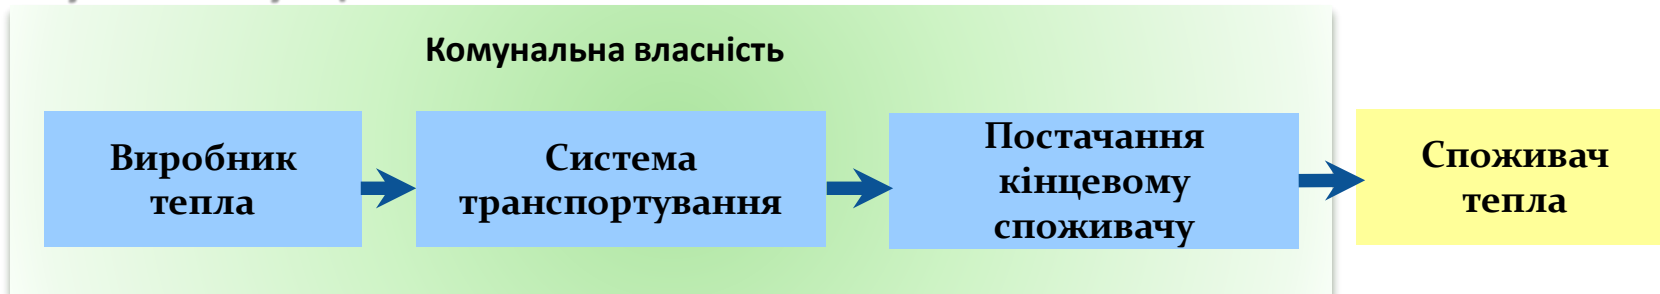 Комунальна власність
Виробник
тепла
Система
транспортування
Постачання
кінцевому
споживачу
Споживач
тепла